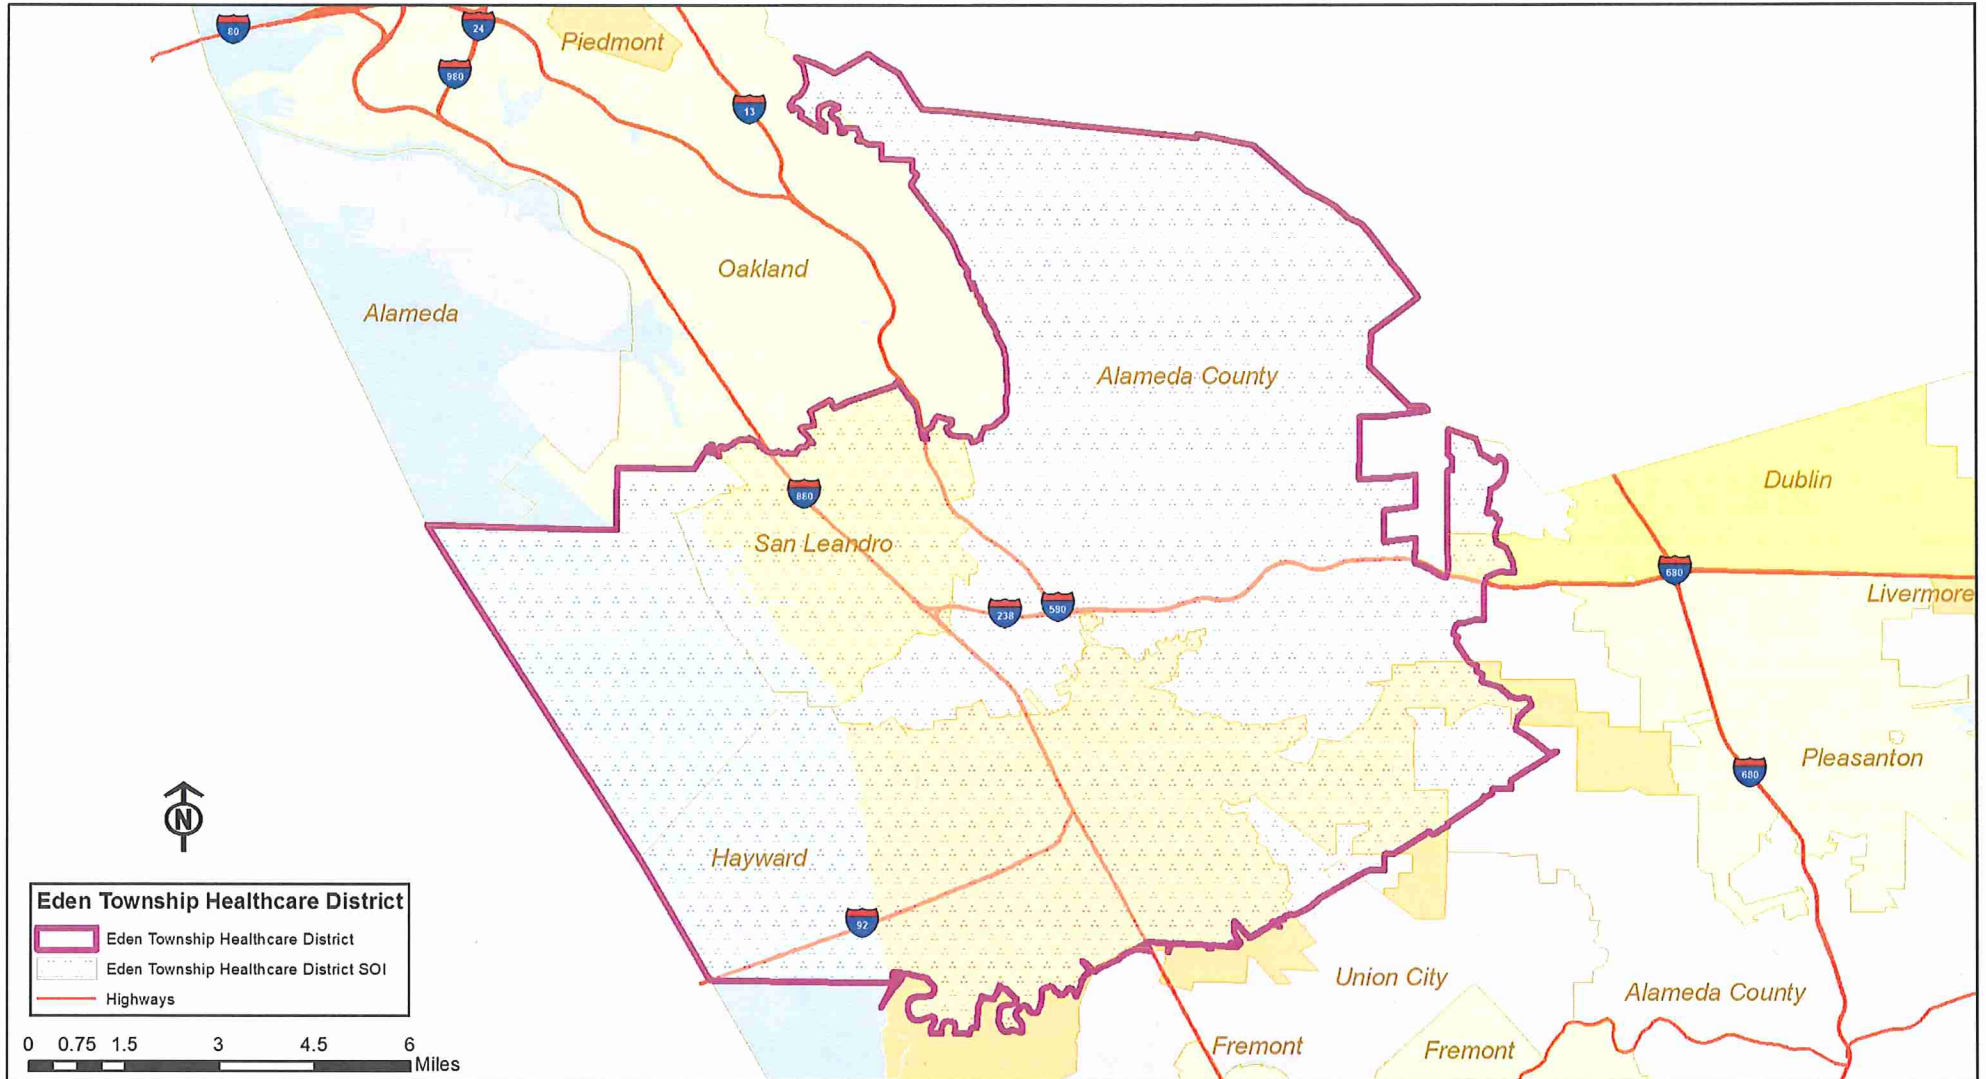 80
24
980
Piedmont
13
Oakland
Alameda
Alameda County
880
San Leandro
Dublin
680
238
580
Livermore
Pleasanton
680
N
Hayward
92
Union City
Alameda County
Fremont
Fremont
Eden Township Healthcare District
Eden Township Healthcare District
Eden Township Healthcare District SOI
Highways
0 0.75 1.5 3 4.5 6
Miles